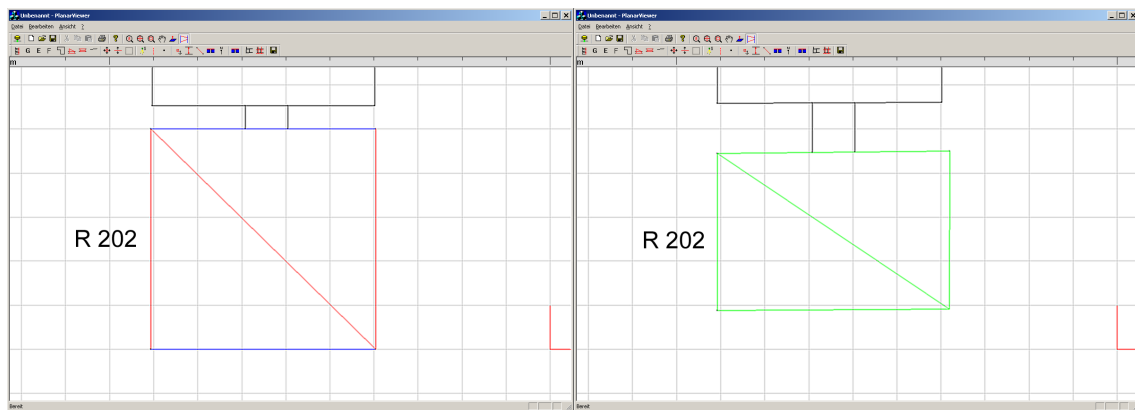 Unbenannt - PlanarViewer
Datei Bearbeiten Ansicht ?
G E F
m
R 202
Bereit
Unbenannt - PlanarViewer
Datei Bearbeiten Ansicht ?
G E F
m
R 202
Bereit